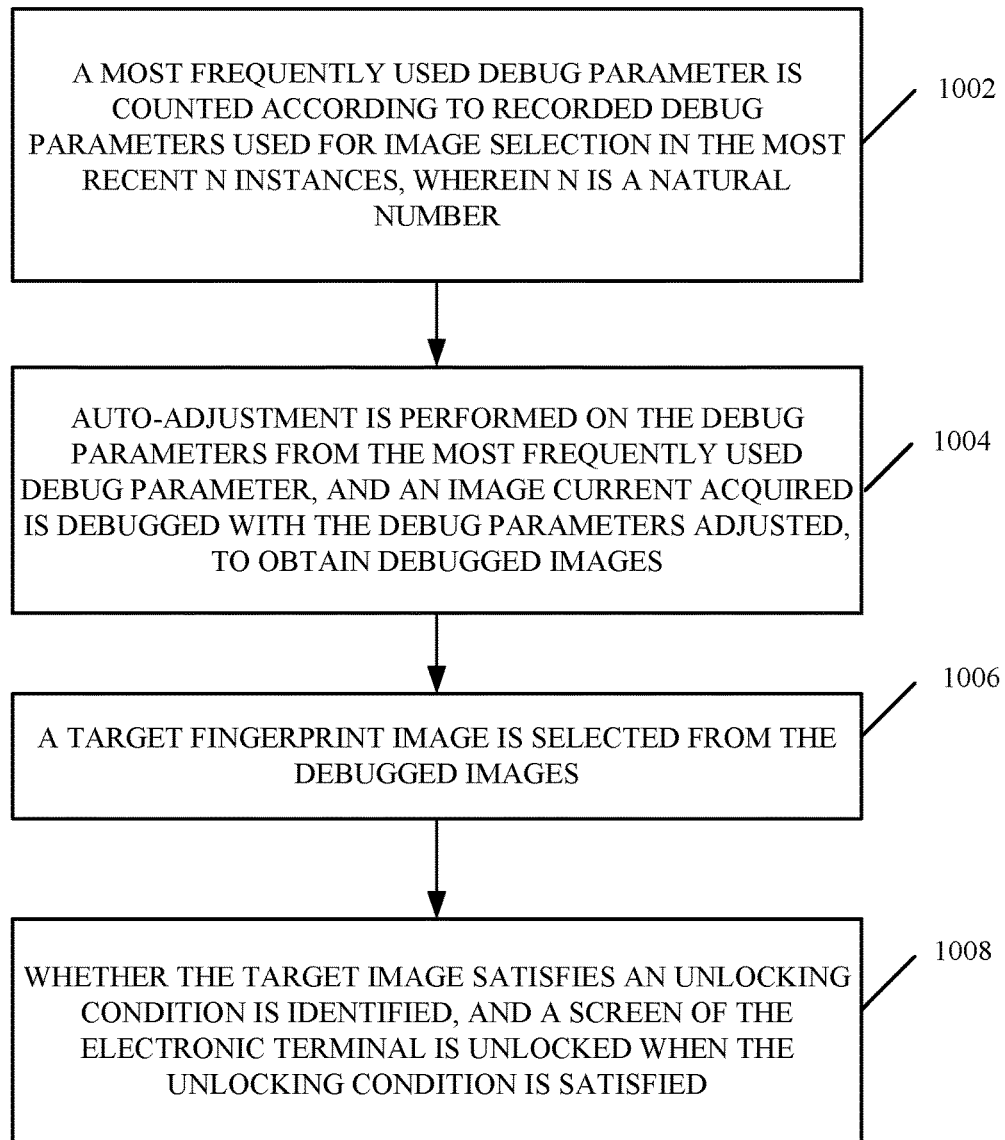 A MOST FREQUENTLY USED DEBUG PARAMETER IS
COUNTED ACCORDING TO RECORDED DEBUG
PARAMETERS USED FOR IMAGE SELECTION IN THE MOST
RECENT N INSTANCES, WHEREIN N IS A NATURAL
NUMBER
1002
AUTO-ADJUSTMENT IS PERFORMED ON THE DEBUG
PARAMETERS FROM THE MOST FREQUENTLY USED
DEBUG PARAMETER, AND AN IMAGE CURRENT ACQUIRED
IS DEBUGGED WITH THE DEBUG PARAMETERS ADJUSTED,
TO OBTAIN DEBUGGED IMAGES
1004
A TARGET FINGERPRINT IMAGE IS SELECTED FROM THE
DEBUGGED IMAGES
1006
WHETHER THE TARGET IMAGE SATISFIES AN UNLOCKING
CONDITION IS IDENTIFIED, AND A SCREEN OF THE
ELECTRONIC TERMINAL IS UNLOCKED WHEN THE
UNLOCKING CONDITION IS SATISFIED
1008